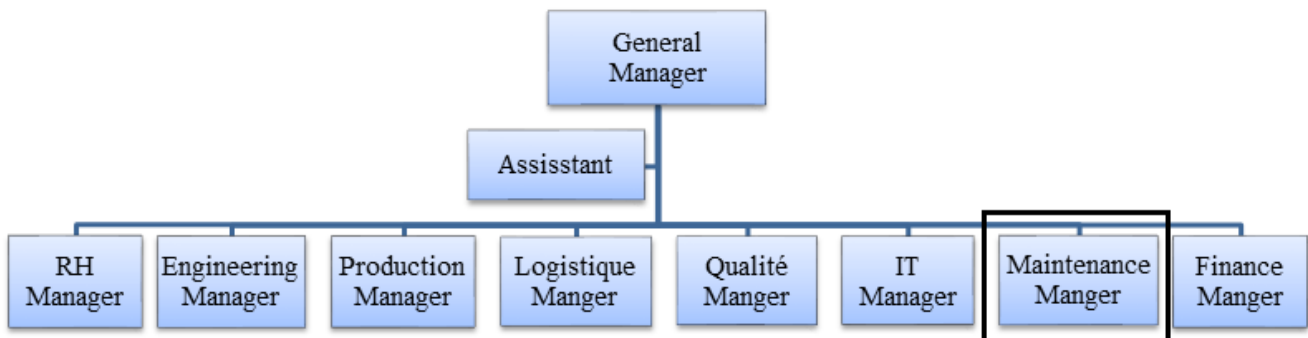 General
Manager
Assisstant
RH
Manager
Engineering
Manager
Production
Manager
Logistique
Manger
Qualité
Manger
IT
Manager
Maintenance
Manger
Finance
Manger